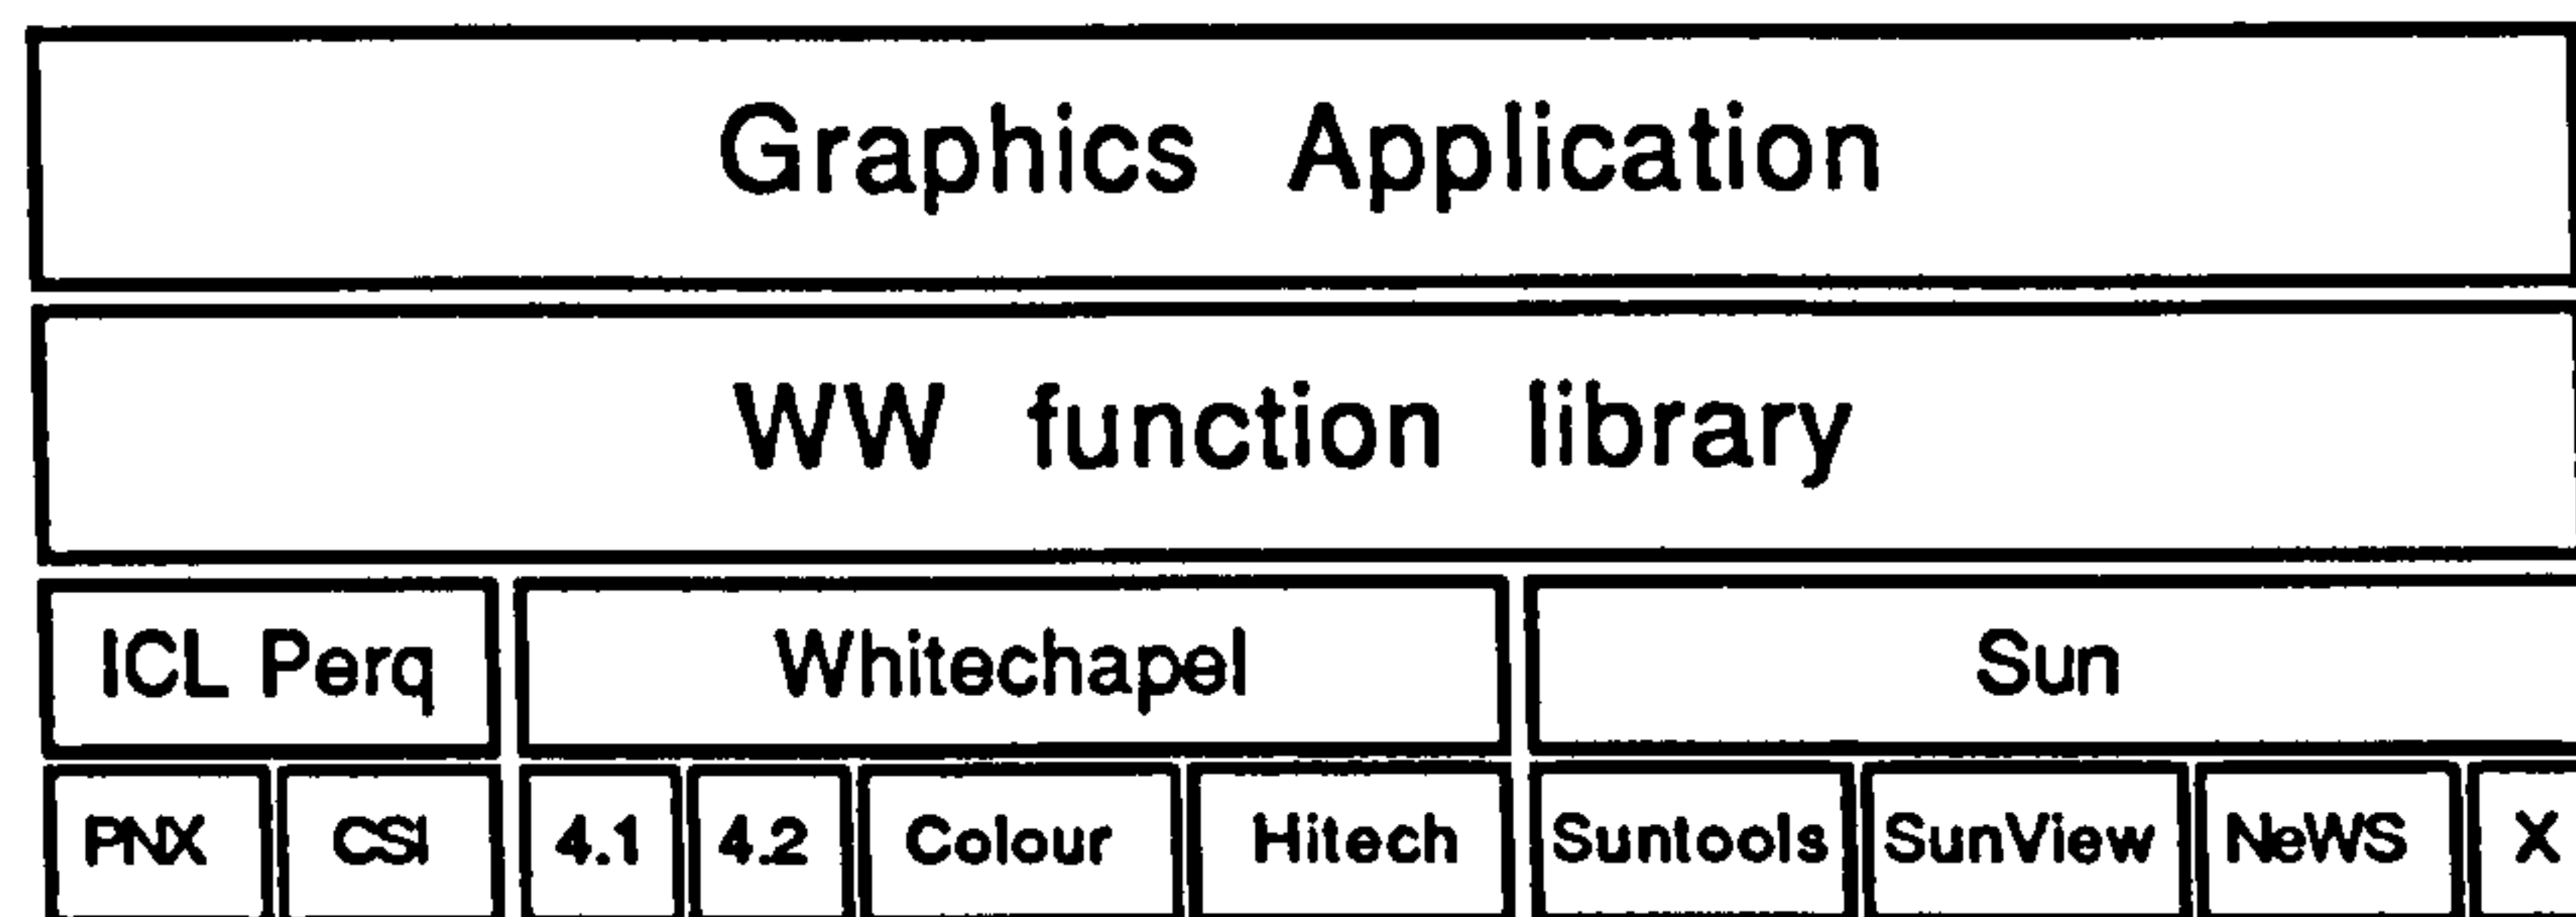 Graphics Application
WW function library
ICL Perq Whitechapel Sun
PNX CSI 4.1 4.2 Colour Hitech Suntools SunView NeWS X